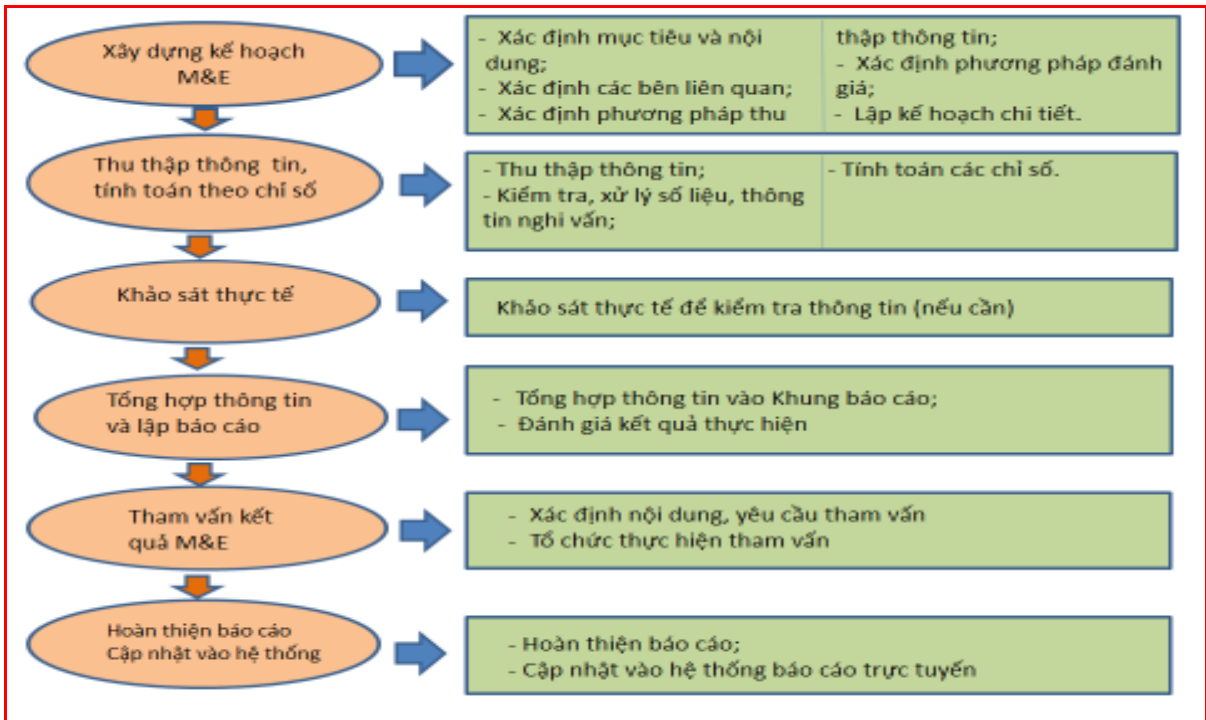 Xây dựng kế hoạch
M&E
- Xác định mục tiêu và nội
dung;
- Xác định các bên liên quan;
- Xác định phương pháp thu
thập thông tin;
- Xác định phương pháp đánh
giá;
- Lập kế hoạch chi tiết.
Thu thập thông tin,
tính toán theo chỉ số
- Thu thập thông tin;
- Kiểm tra, xử lý số liệu, thông
tin nghi vấn;
- Tính toán các chỉ số.
Khảo sát thực tế
Khảo sát thực tế để kiểm tra thông tin (nếu cần)
Tổng hợp thông tin
và lập báo cáo
- Tổng hợp thông tin vào Khung báo cáo;
- Đánh giá kết quả thực hiện
Tham vấn kết
quả M&E
- Xác định nội dung, yêu cầu tham vấn
- Tổ chức thực hiện tham vấn
Hoàn thiện báo cáo
Cập nhật vào hệ thống
- Hoàn thiện báo cáo;
- Cập nhật vào hệ thống báo cáo trực tuyến